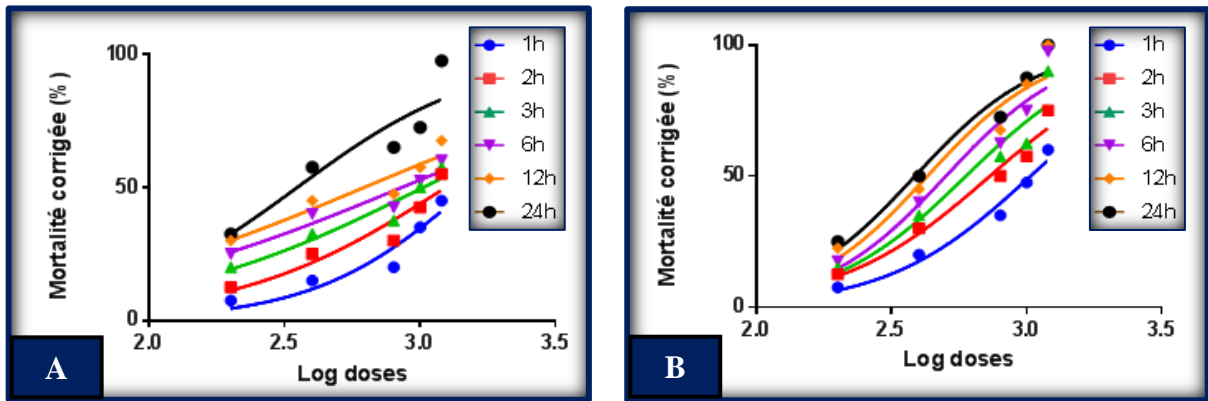 100
50
0
Mortalité corrigée (%)
2.0
2.5
3.0
3.5
Log doses
1h
2h
3h
6h
12h
24h
A
100
50
0
Mortalité corrigée (%)
2.0
2.5
3.0
3.5
Log doses
1h
2h
3h
6h
12h
24h
B